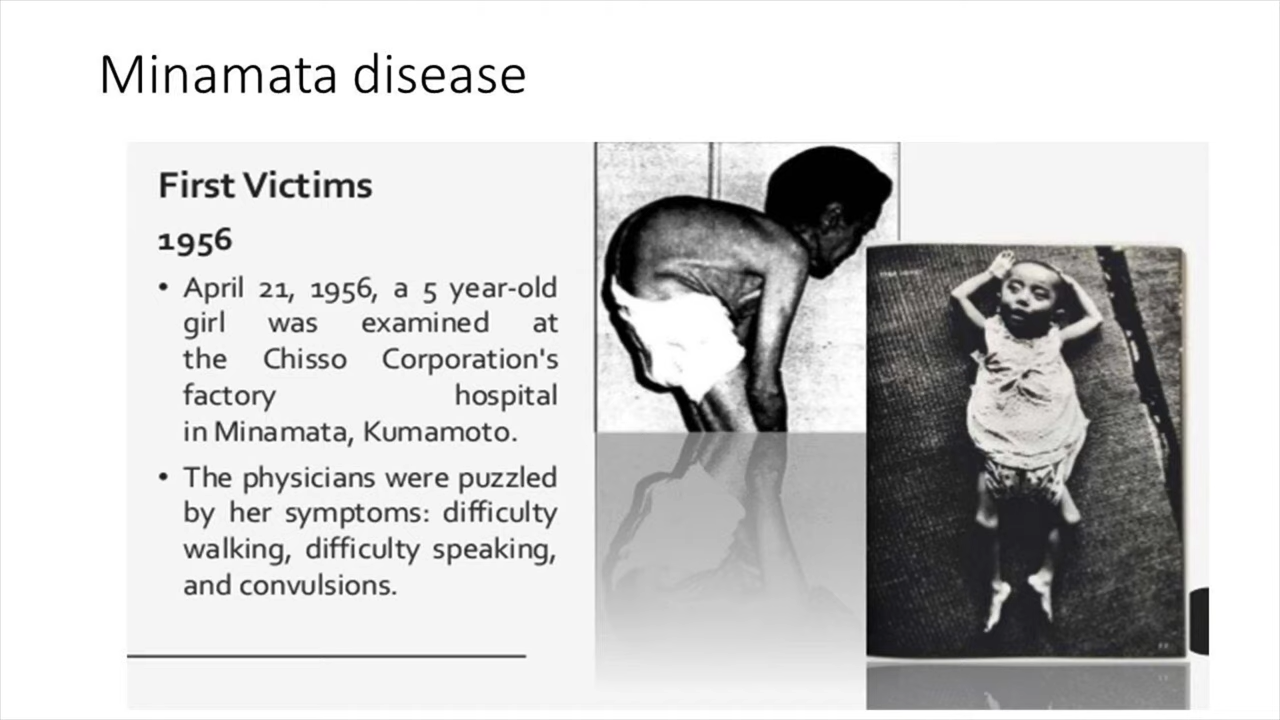 Minamata disease
First Victims
1956
• April 21, 1956, a 5 year-old
girl was examined at
the Chisso Corporation's
factory hospital
in Minamata, Kumamoto.
• The physicians were puzzled
by her symptoms: difficulty
walking, difficulty speaking,
and convulsions.